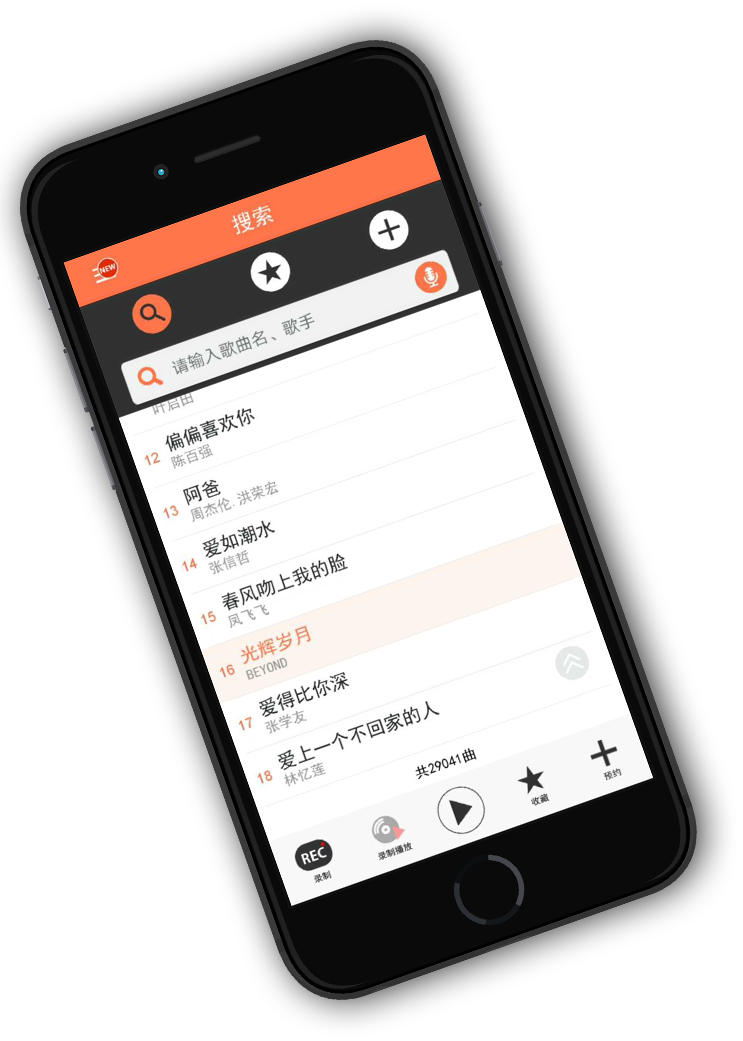 搜索
NEW
请输入歌曲名、歌手
叶启田
12 偏偏喜欢你
陈百强
13 阿爸
周杰伦.洪荣宏
14 爱如潮水
张信哲
15 春风吻上我的脸
凤飞飞
16 光辉岁月
BEYOND
17 爱得比你深
张学友
18 爱上一个不回家的人
林忆莲
共29041曲
REC
录制
录制播放
收藏
预约